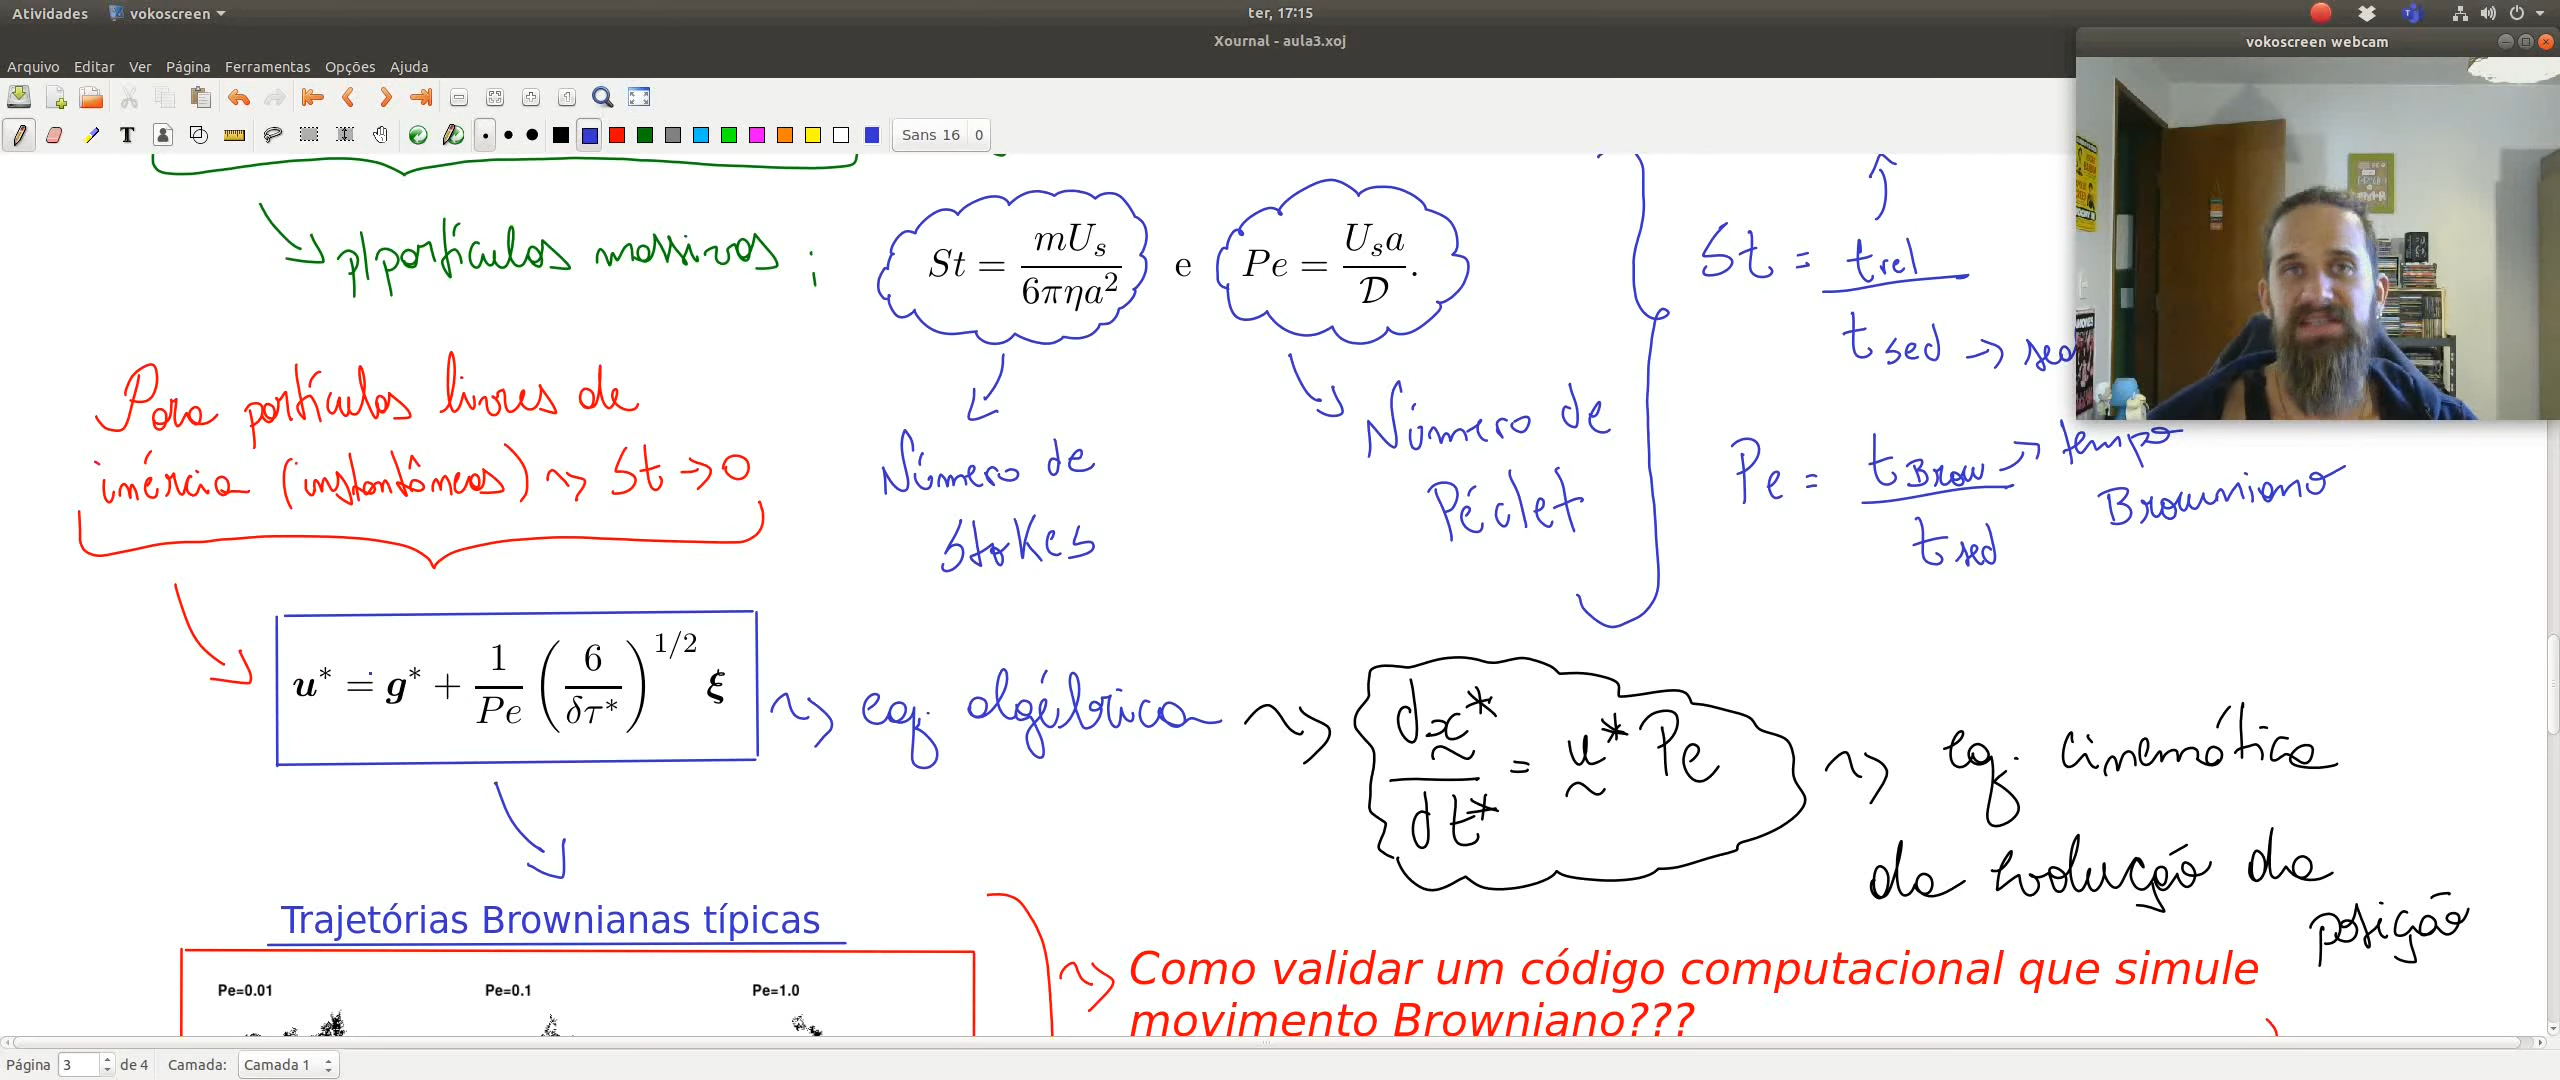 Atividades vokoscreen ter, 17:15
Xournal - aula3.xoj
vokoscreen webcam
Arquivo Editar Ver Página Ferramentas Opções Ajuda
Sans 16 0
p/ partículas massivas ;
St = mU_s / 6πηa² e Pe = U_s a / 𝒟.
St = t_rel / t_sed → sed
Número de Stokes
Número de Péclet
Pe = t_Brow / t_sed → tempo Browniano
Para partículas livres de
inércia (instantâneas) ~> St → 0
u* = g* + 1/Pe (6/δτ*)^1/2 ξ ~> eq. algébrica ~> dx*/dt* = u* Pe ~> eq. cinemática
da evolução da
posição
Trajetórias Brownianas típicas
Pe=0.01 Pe=0.1 Pe=1.0
~> Como validar um código computacional que simule
movimento Browniano???
Página 3 de 4 Camada: Camada 1